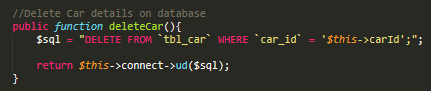 //Delete Car details on database
public function deleteCar(){
$sql = "DELETE FROM `tbl_car` WHERE `car_id` = '$this->carId';";
return $this->connect->ud($sql);
}